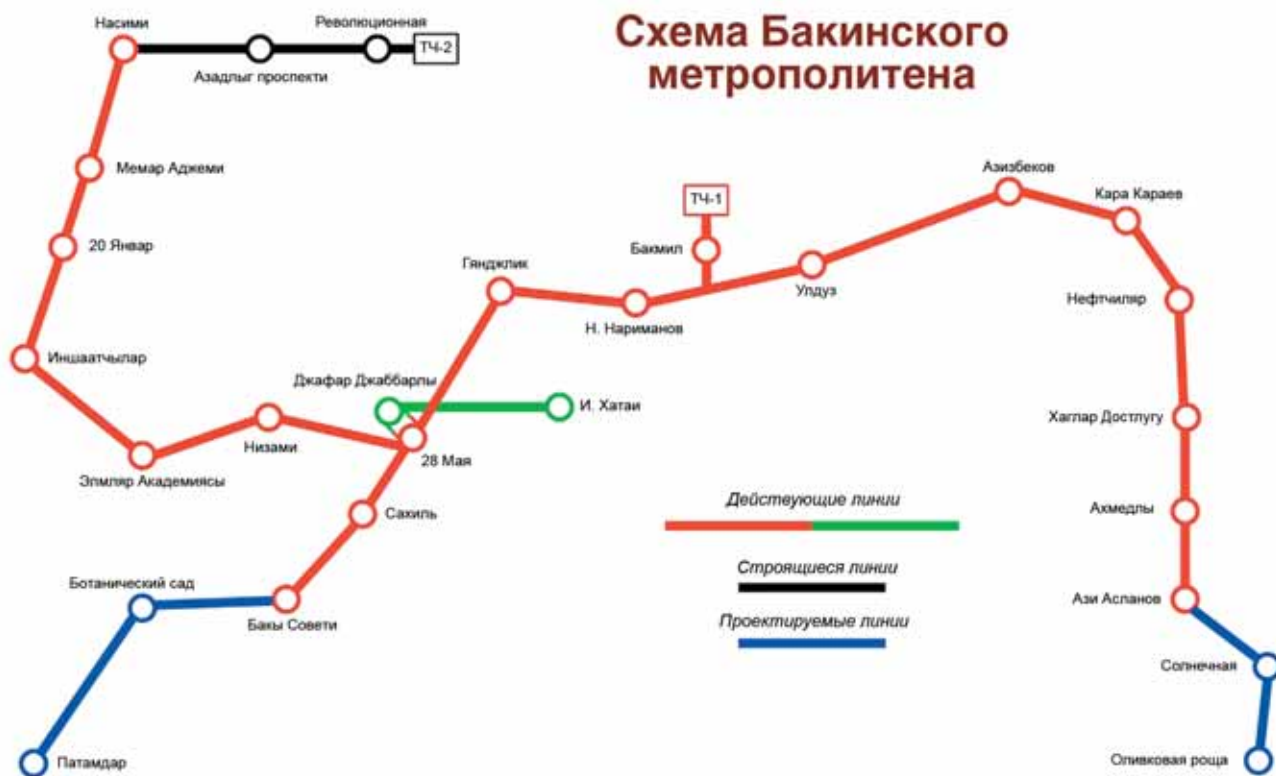 Схема Бакинского
метрополитена
Насими
Революционная
ТЧ-2
Азадлыг проспекти
Мемар Аджеми
20 Январ
Иншаатчылар
Элмляр Академиясы
Низами
Джафар Джаббарлы
И. Хатаи
28 Мая
Сахиль
Бакы Совети
Ботанический сад
Патамдар
Гянджлик
Н. Нариманов
ТЧ-1
Бакмил
Улдуз
Азизбеков
Кара Караев
Нефтчиляр
Хаглар Достлугу
Ахмедлы
Ази Асланов
Солнечная
Оливковая роща
Действующие линии
Строящиеся линии
Проектируемые линии